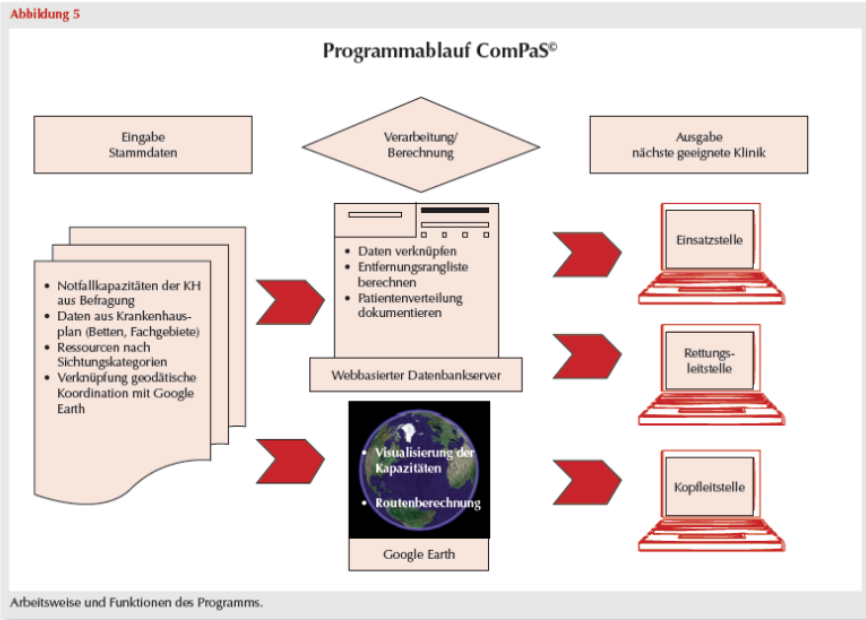 Abbildung 5
Programmablauf ComPaS©
Eingabe
Stammdaten
Verarbeitung/
Berechnung
Ausgabe
nächste geeignete Klinik
• Notfallkapazitäten der KH
aus Befragung
• Daten aus Krankenhaus-
plan (Betten, Fachgebiete)
• Ressourcen nach
Sichtungskategorien
• Verknüpfung geodätische
Koordination mit Google
Earth
• Daten verknüpfen
• Entfernungsrangliste
berechnen
• Patientenverteilung
dokumentieren
Webbasierter Datenbankserver
• Visualisierung der
Kapazitäten
• Routenberechnung
Google Earth
Einsatzstelle
Rettungs-
leitstelle
Kopfleitstelle
Arbeitsweise und Funktionen des Programms.